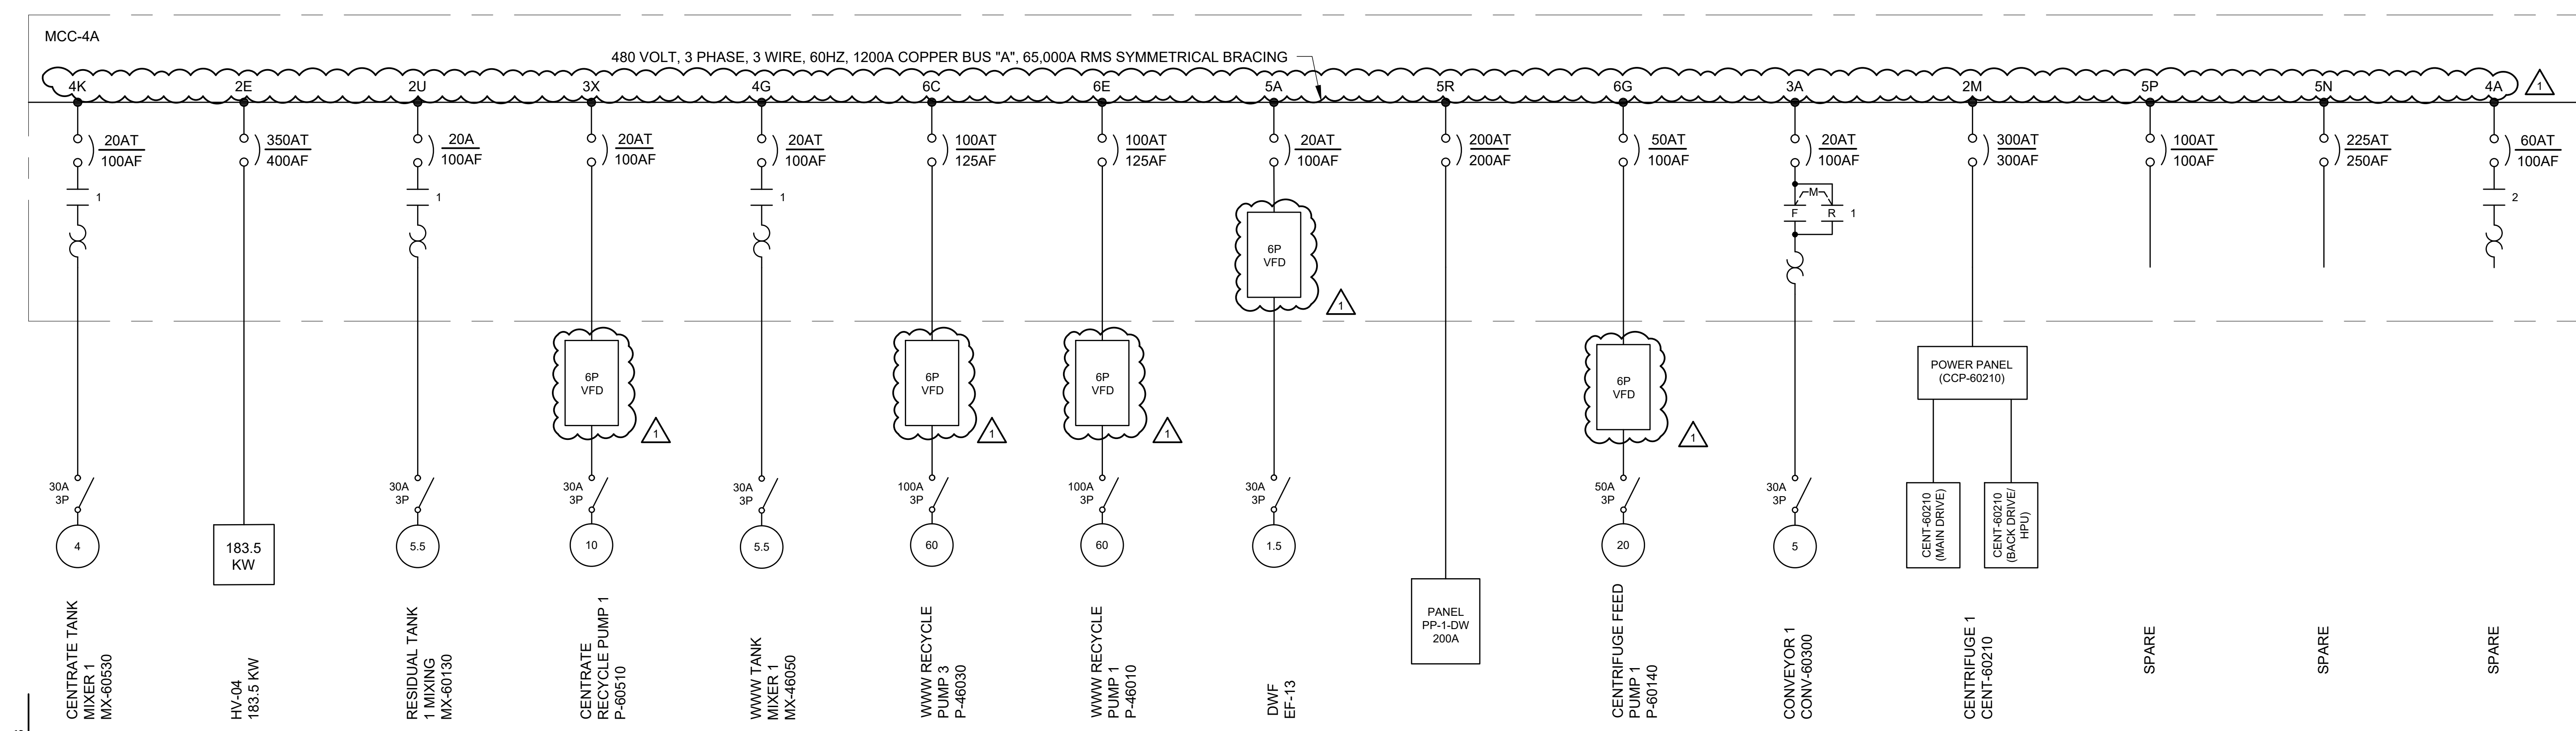 MCC-4A
480 VOLT, 3 PHASE, 3 WIRE, 60HZ, 1200A COPPER BUS "A", 65,000A RMS SYMMETRICAL BRACING
4K 2E 2U 3X 4G 6C 6E 5A 5R 6G 3A 2M 5P 5N 4A 1
20AT 350AT 20A 20AT 20AT 100AT 100AT 20AT 200AT 50AT 20AT 300AT 100AT 225AT 60AT
100AF 400AF 100AF 100AF 100AF 125AF 125AF 100AF 200AF 100AF 100AF 300AF 100AF 250AF 100AF
1 1 1 M 2
F R 1
6P
VFD
1
6P
VFD
1
6P
VFD
1
6P
VFD
1
6P
VFD
1
POWER PANEL
(CCP-60210)
30A 30A 30A 30A 100A 100A 30A 50A 30A
3P 3P 3P 3P 3P 3P 3P 3P 3P
4
183.5
KW
5.5
10
5.5
60
60
1.5
20
5
CENT-60210
(MAIN DRIVE)
CENT-60210
(BACK DRIVE/
HPU)
PANEL
PP-1-DW
200A
CENTRATE TANK
MIXER 1
MX-60530
HV-04
183.5 KW
RESIDUAL TANK
1 MIXING
MX-60130
CENTRATE
RECYCLE PUMP 1
P-60510
WWW TANK
MIXER 1
MX-46050
WWW RECYCLE
PUMP 3
P-46030
WWW RECYCLE
PUMP 1
P-46010
DWF
EF-13
CENTRIFUGE FEED
PUMP 1
P-60140
CONVEYOR 1
CONV-60300
CENTRIFUGE 1
CENT-60210
SPARE
SPARE
SPARE